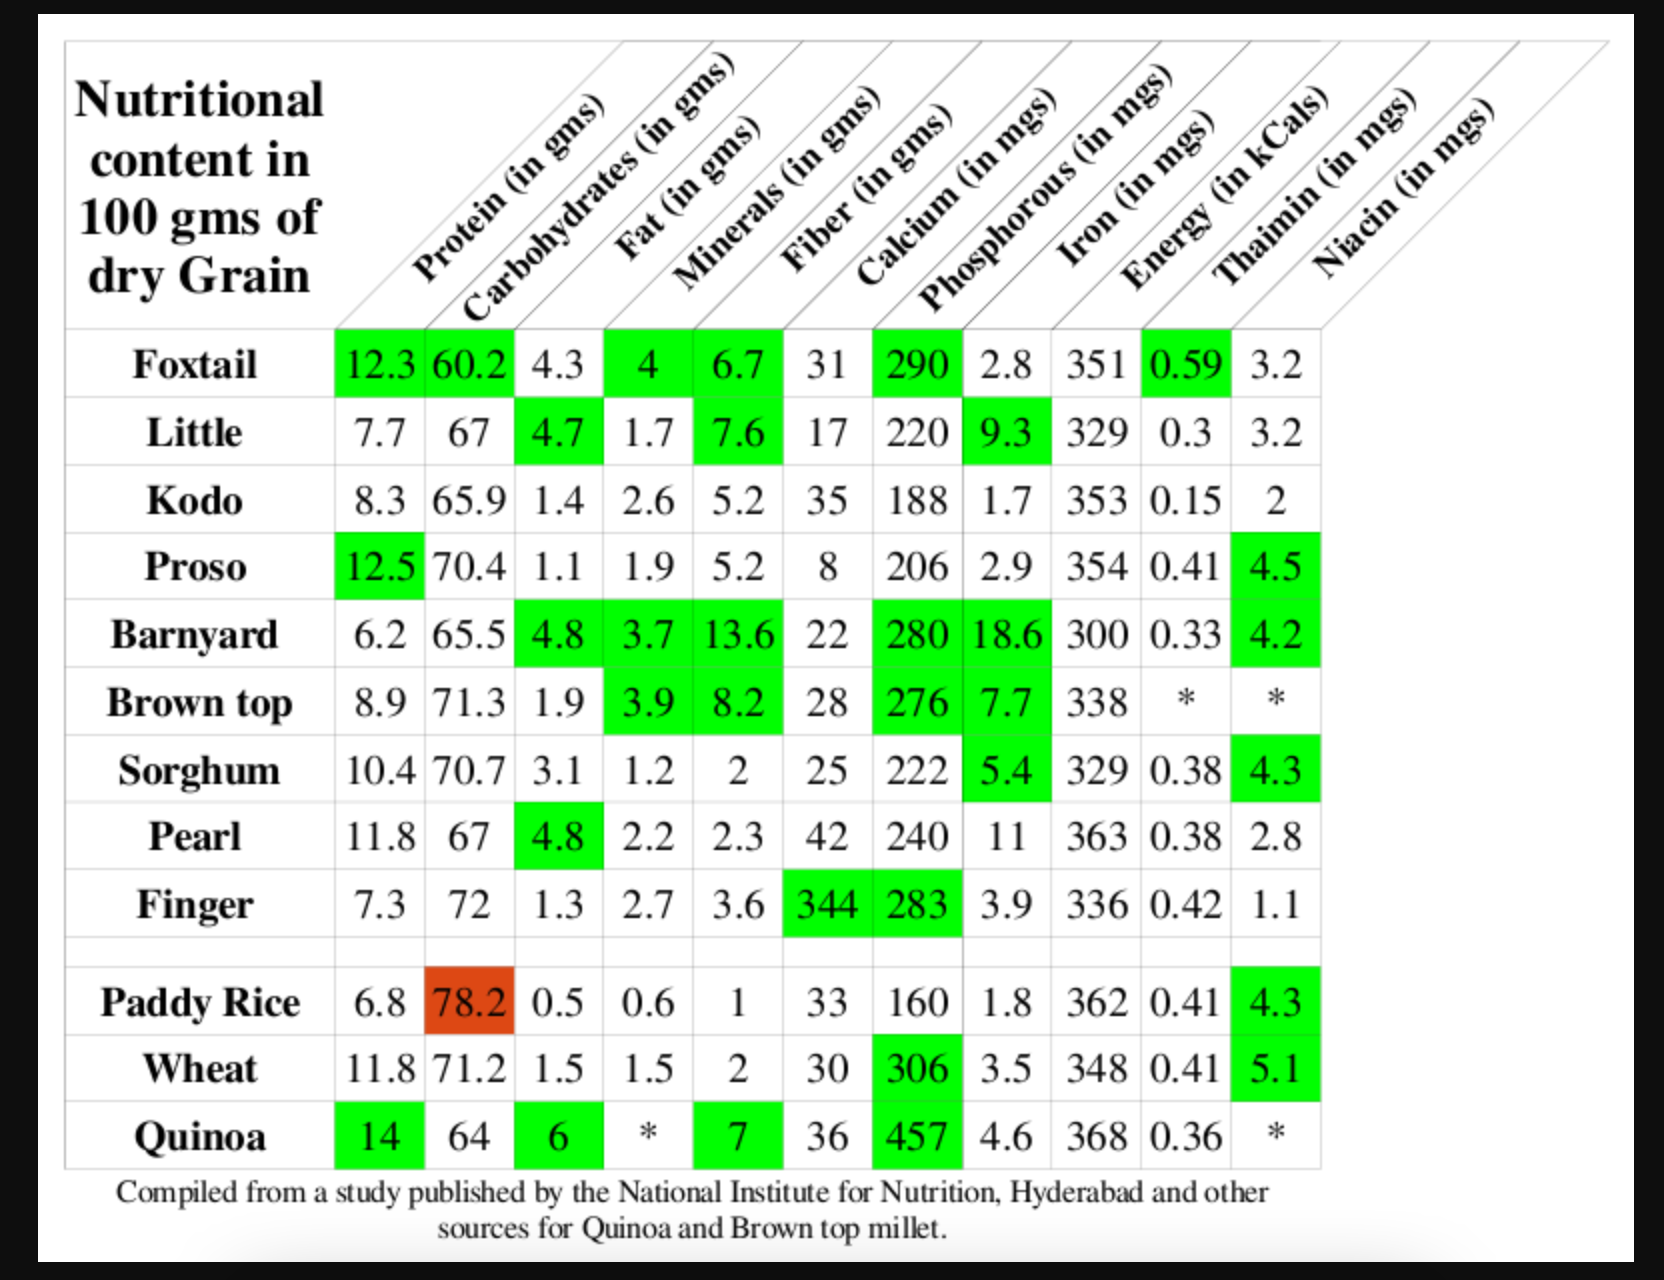 Nutritional
content in
100 gms of
dry Grain
Protein (in gms)
Carbohydrates (in gms)
Fat (in gms)
Minerals (in gms)
Fiber (in gms)
Calcium (in mgs)
Phosphorous (in mgs)
Iron (in mgs)
Energy (in kCals)
Thaimin (in mgs)
Niacin (in mgs)
Foxtail 12.3 60.2 4.3 4 6.7 31 290 2.8 351 0.59 3.2
Little 7.7 67 4.7 1.7 7.6 17 220 9.3 329 0.3 3.2
Kodo 8.3 65.9 1.4 2.6 5.2 35 188 1.7 353 0.15 2
Proso 12.5 70.4 1.1 1.9 5.2 8 206 2.9 354 0.41 4.5
Barnyard 6.2 65.5 4.8 3.7 13.6 22 280 18.6 300 0.33 4.2
Brown top 8.9 71.3 1.9 3.9 8.2 28 276 7.7 338 * *
Sorghum 10.4 70.7 3.1 1.2 2 25 222 5.4 329 0.38 4.3
Pearl 11.8 67 4.8 2.2 2.3 42 240 11 363 0.38 2.8
Finger 7.3 72 1.3 2.7 3.6 344 283 3.9 336 0.42 1.1
Paddy Rice 6.8 78.2 0.5 0.6 1 33 160 1.8 362 0.41 4.3
Wheat 11.8 71.2 1.5 1.5 2 30 306 3.5 348 0.41 5.1
Quinoa 14 64 6 * 7 36 457 4.6 368 0.36 *
Compiled from a study published by the National Institute for Nutrition, Hyderabad and other
sources for Quinoa and Brown top millet.